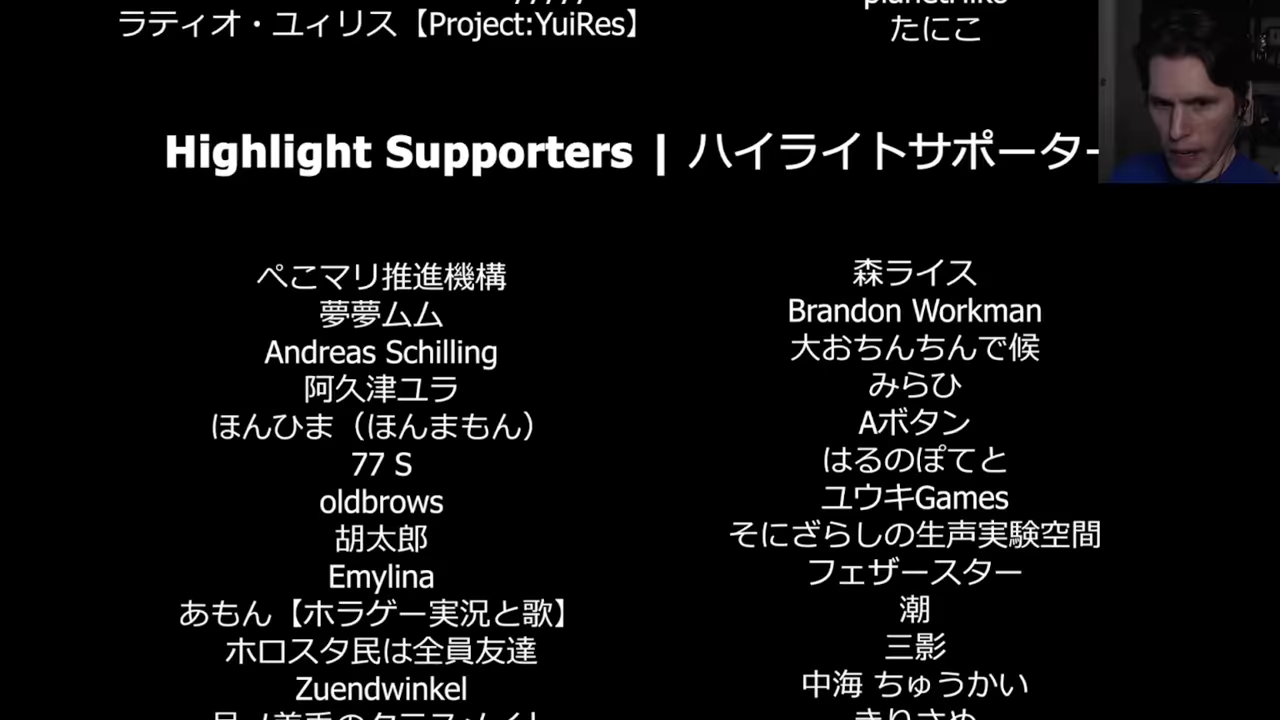 ラティオ・ユィリス【Project:YuiRes】
たにこ
Highlight Supporters | ハイライトサポーター
ぺこマリ推進機構
夢夢ムム
Andreas Schilling
阿久津ユラ
ほんひま（ほんまもん）
77 S
oldbrows
胡太郎
Emylina
あもん【ホラゲー実況と歌】
ホロスタ民は全員友達
Zuendwinkel
森ライス
Brandon Workman
大おちんちんで候
みらひ
Aボタン
はるのぽてと
ユウキGames
そにざらしの生声実験空間
フェザースター
潮
三影
中海 ちゅうかい